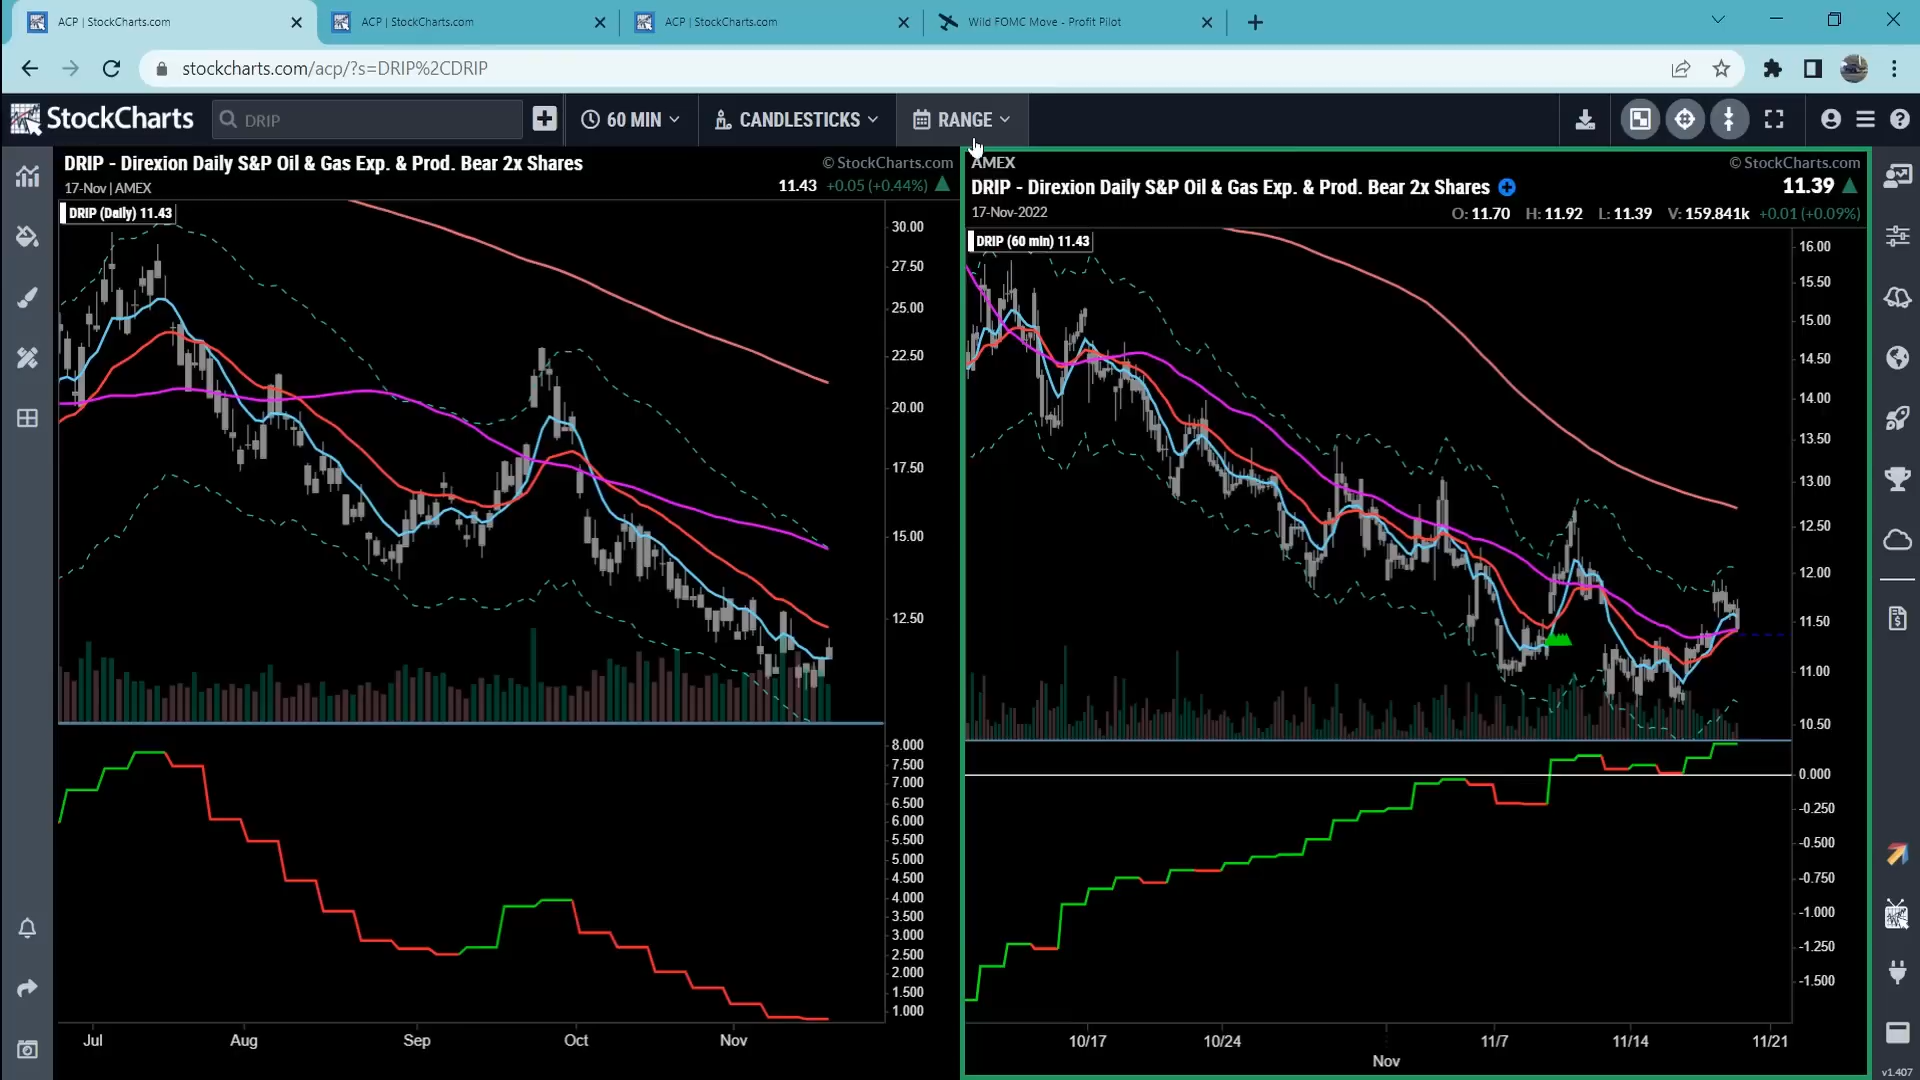 ACP | StockCharts.com
ACP | StockCharts.com
ACP | StockCharts.com
Wild FOMC Move - Profit Pilot
stockcharts.com/acp/?s=DRIP%2CDRIP
StockCharts
DRIP
60 MIN
CANDLESTICKS
RANGE
DRIP - Direxion Daily S&P Oil & Gas Exp. & Prod. Bear 2x Shares
© StockCharts.com
17-Nov | AMEX
11.43 +0.05 (+0.44%)
DRIP (Daily) 11.43
30.00
27.50
25.00
22.50
20.00
17.50
15.00
12.50
8.000
7.500
7.000
6.500
6.000
5.500
5.000
4.500
4.000
3.500
3.000
2.500
2.000
1.500
1.000
Jul Aug Sep Oct Nov
AMEX
© StockCharts.com
DRIP - Direxion Daily S&P Oil & Gas Exp. & Prod. Bear 2x Shares
11.39
17-Nov-2022
O: 11.70 H: 11.92 L: 11.39 V: 159.841k +0.01 (+0.09%)
DRIP (60 min) 11.43
16.00
15.50
15.00
14.50
14.00
13.50
13.00
12.50
12.00
11.50
11.00
10.50
0.000
-0.250
-0.500
-0.750
-1.000
-1.250
-1.500
10/17 10/24 11/7 11/14 11/21
Nov
v1.407